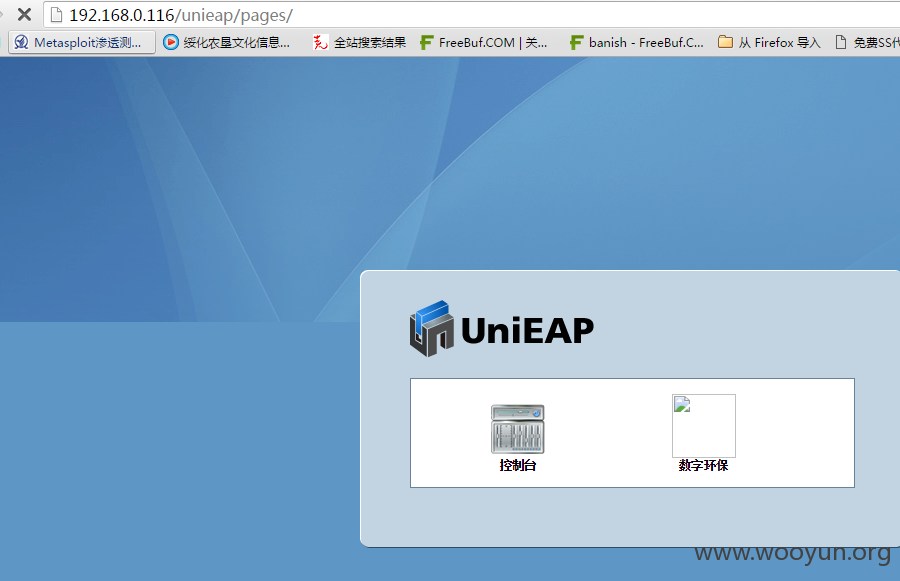 192.168.0.116/unieap/pages/
Metasploit渗透测... 绥化农垦文化信息... 全站搜索结果 FreeBuf.COM | 关... banish - FreeBuf.C... 从 Firefox 导入 免费SS代
UniEAP
控制台 数字环保
www.wooyun.org